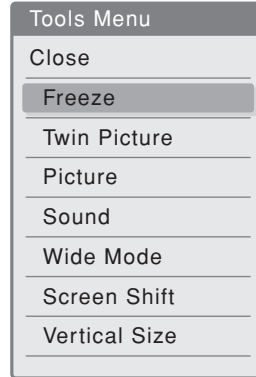 Tools Menu
Close
Freeze
Twin Picture
Picture
Sound
Wide Mode
Screen Shift
Vertical Size